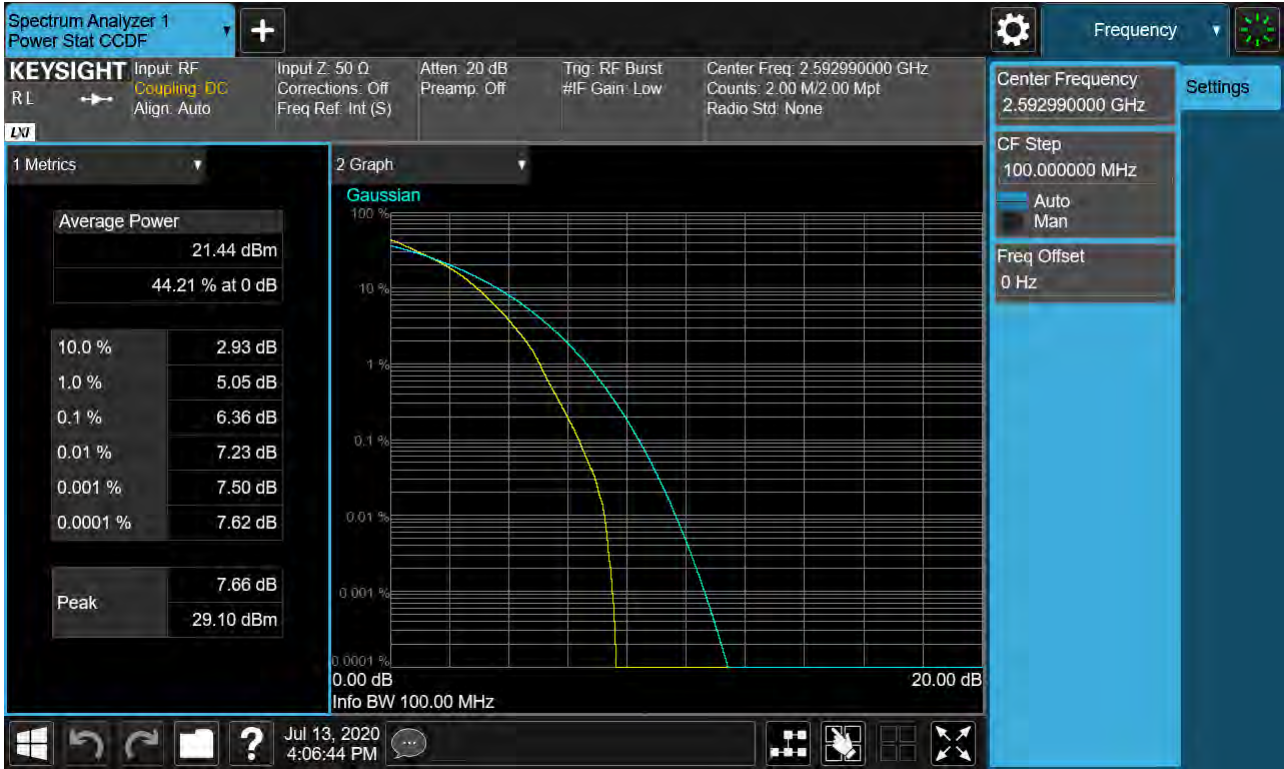 Spectrum Analyzer 1
Power Stat CCDF
Frequency
KEYSIGHT
R L
LXI
Input: RF
Coupling: DC
Align: Auto
Input Z: 50 Ω
Corrections: Off
Freq Ref: Int (S)
Atten: 20 dB
Preamp: Off
Trig: RF Burst
#IF Gain: Low
Center Freq: 2.592990000 GHz
Counts: 2.00 M/2.00 Mpt
Radio Std: None
1 Metrics
Average Power
21.44 dBm
44.21 % at 0 dB
10.0 % 2.93 dB
1.0 % 5.05 dB
0.1 % 6.36 dB
0.01 % 7.23 dB
0.001 % 7.50 dB
0.0001 % 7.62 dB
Peak
7.66 dB
29.10 dBm
2 Graph
Gaussian
100 %
10 %
1 %
0.1 %
0.01 %
0.001 %
0.0001 %
0.00 dB 20.00 dB
Info BW 100.00 MHz
Center Frequency
2.592990000 GHz
CF Step
100.000000 MHz
Auto
Man
Freq Offset
0 Hz
Settings
?
Jul 13, 2020
4:06:44 PM